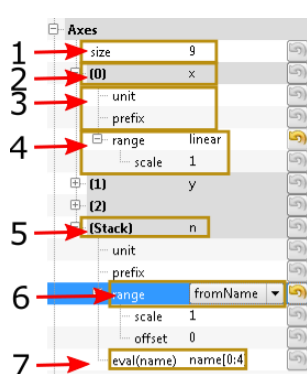 Axes
1 size 9
2 (0) x
3 unit
prefix
4 range linear
scale 1
(1) y
(2)
5 (Stack) n
unit
prefix
6 range fromName
scale 1
offset 0
7 eval(name) name[0:4]